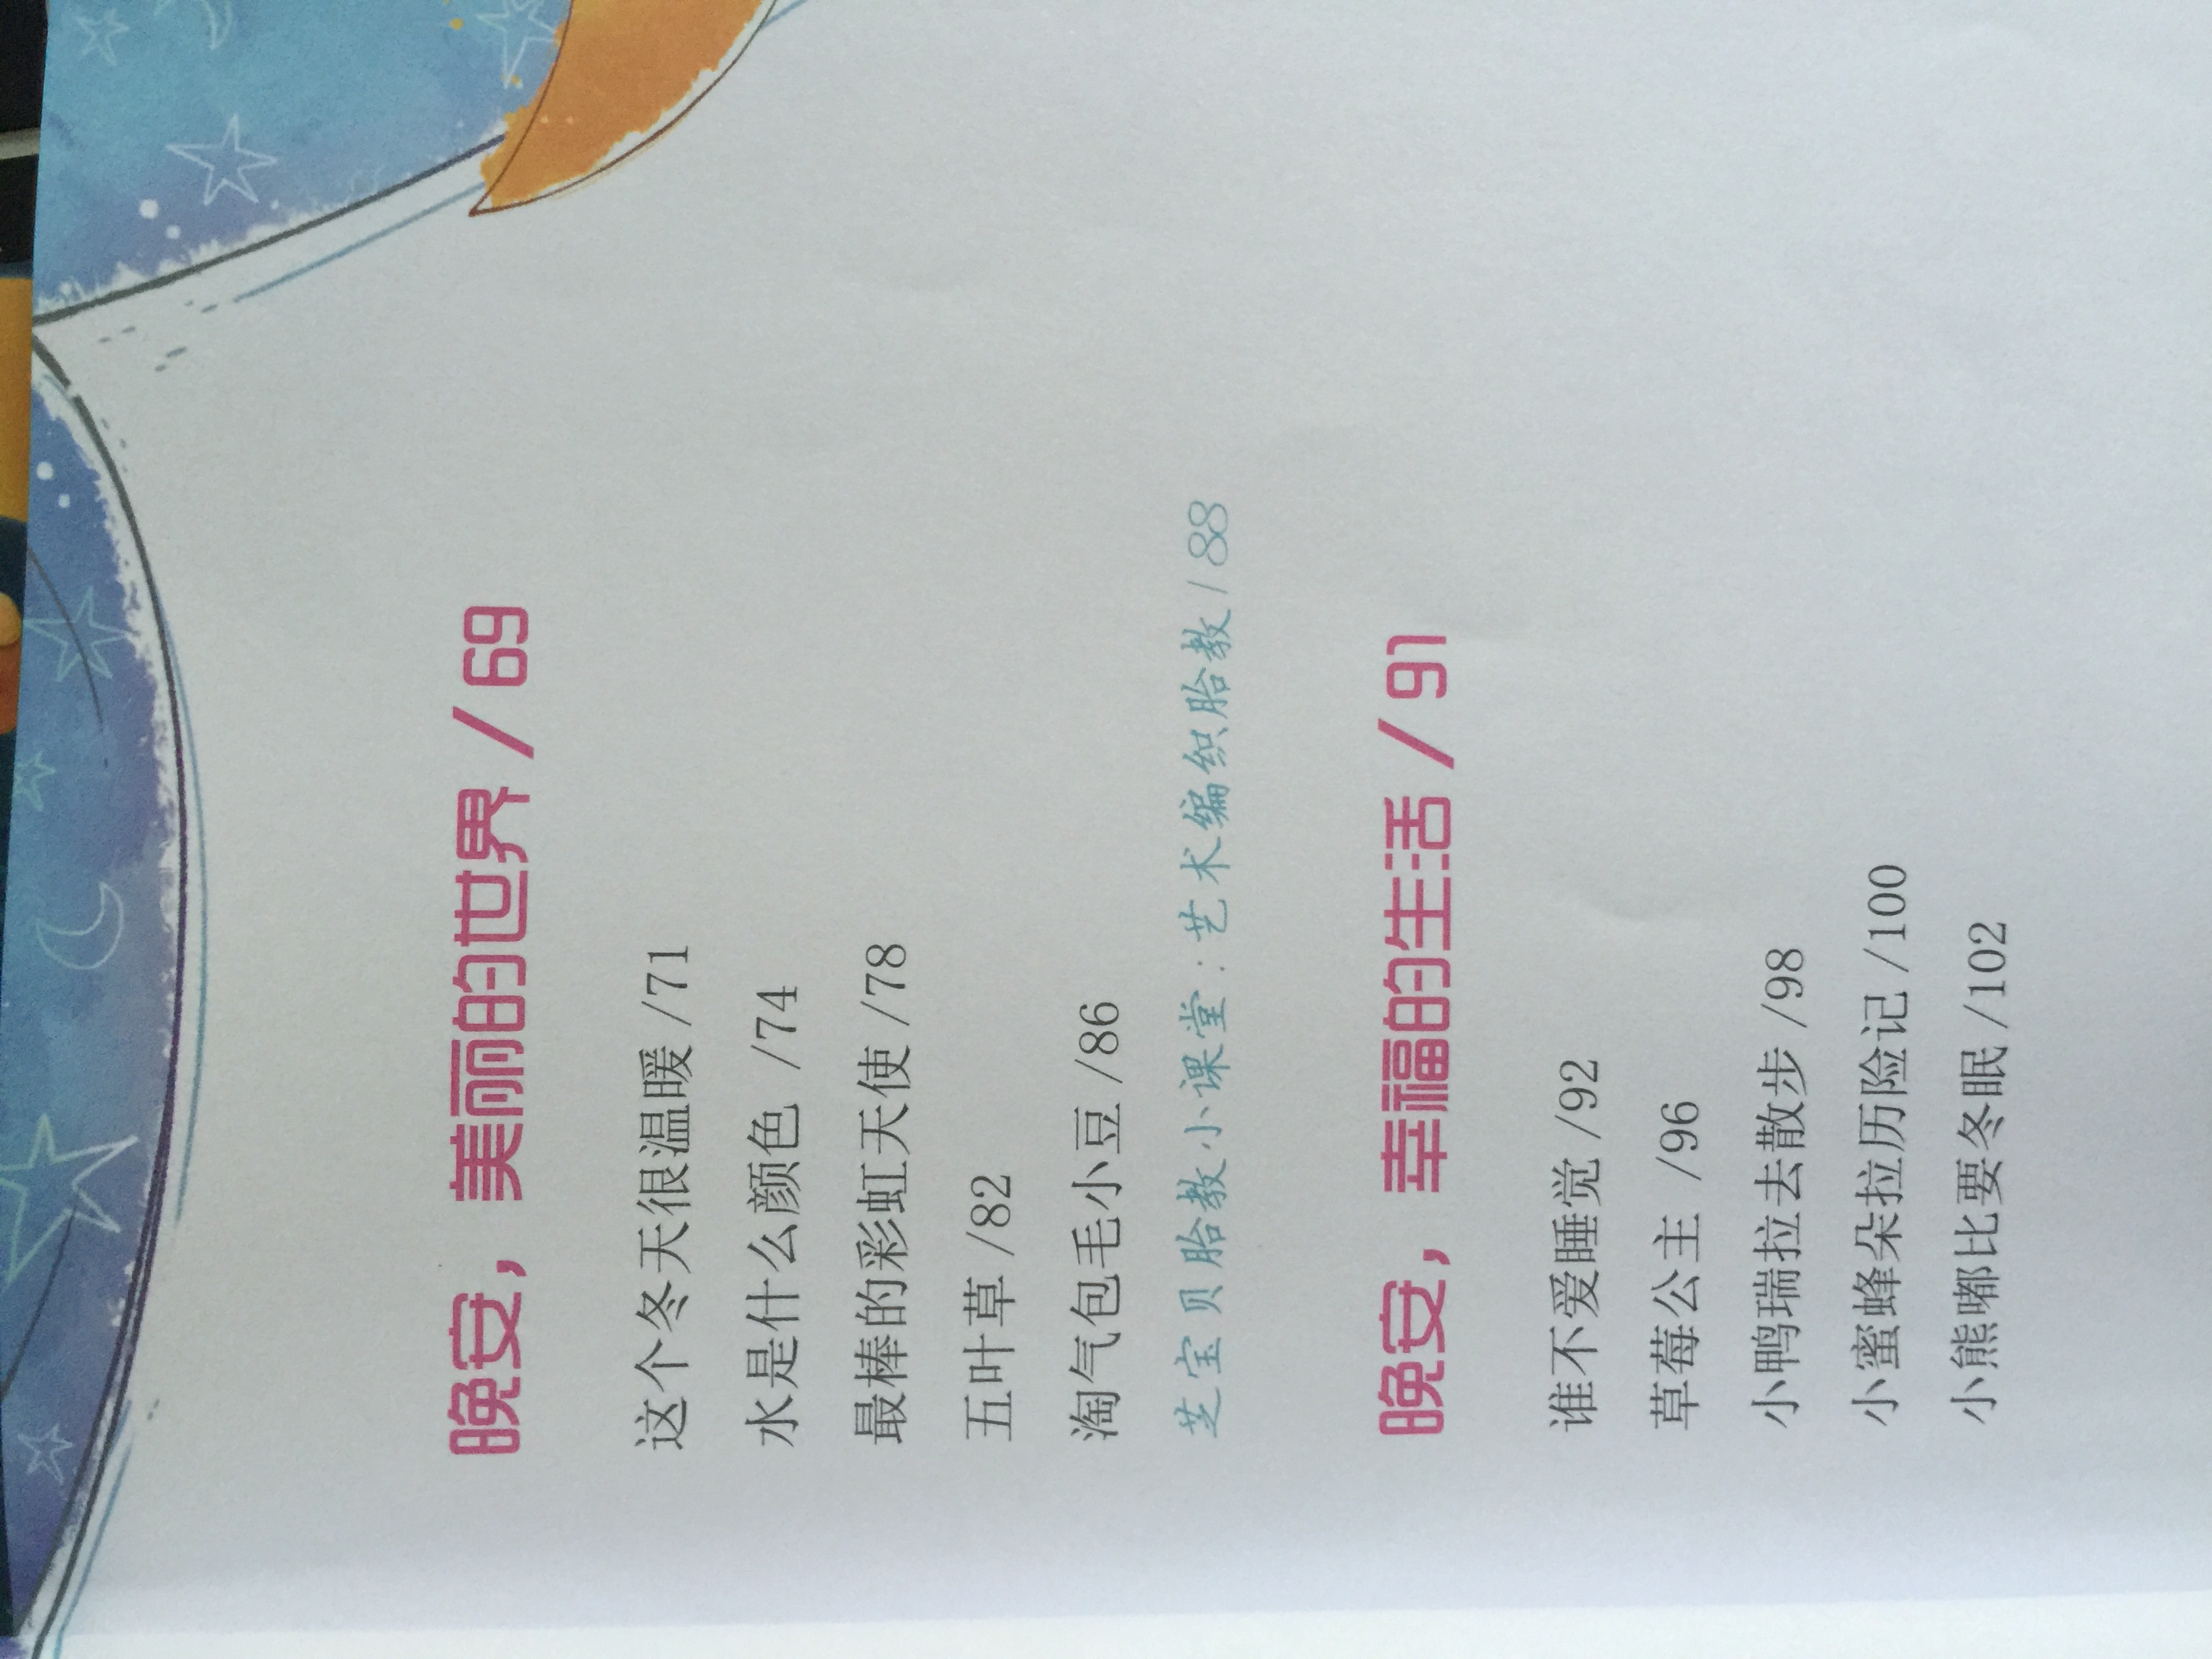 晚安，美丽的世界 / 69
这个冬天很温暖 /71
水是什么颜色 /74
最棒的彩虹天使 /78
五叶草 /82
淘气包毛小豆 /86
芝宝贝胎教小课堂：艺术编织胎教 / 88
晚安，幸福的生活 / 91
谁不爱睡觉 /92
草莓公主 /96
小鸭瑞拉去散步 /98
小蜜蜂朵拉历险记 /100
小熊嘟比要冬眠 /102